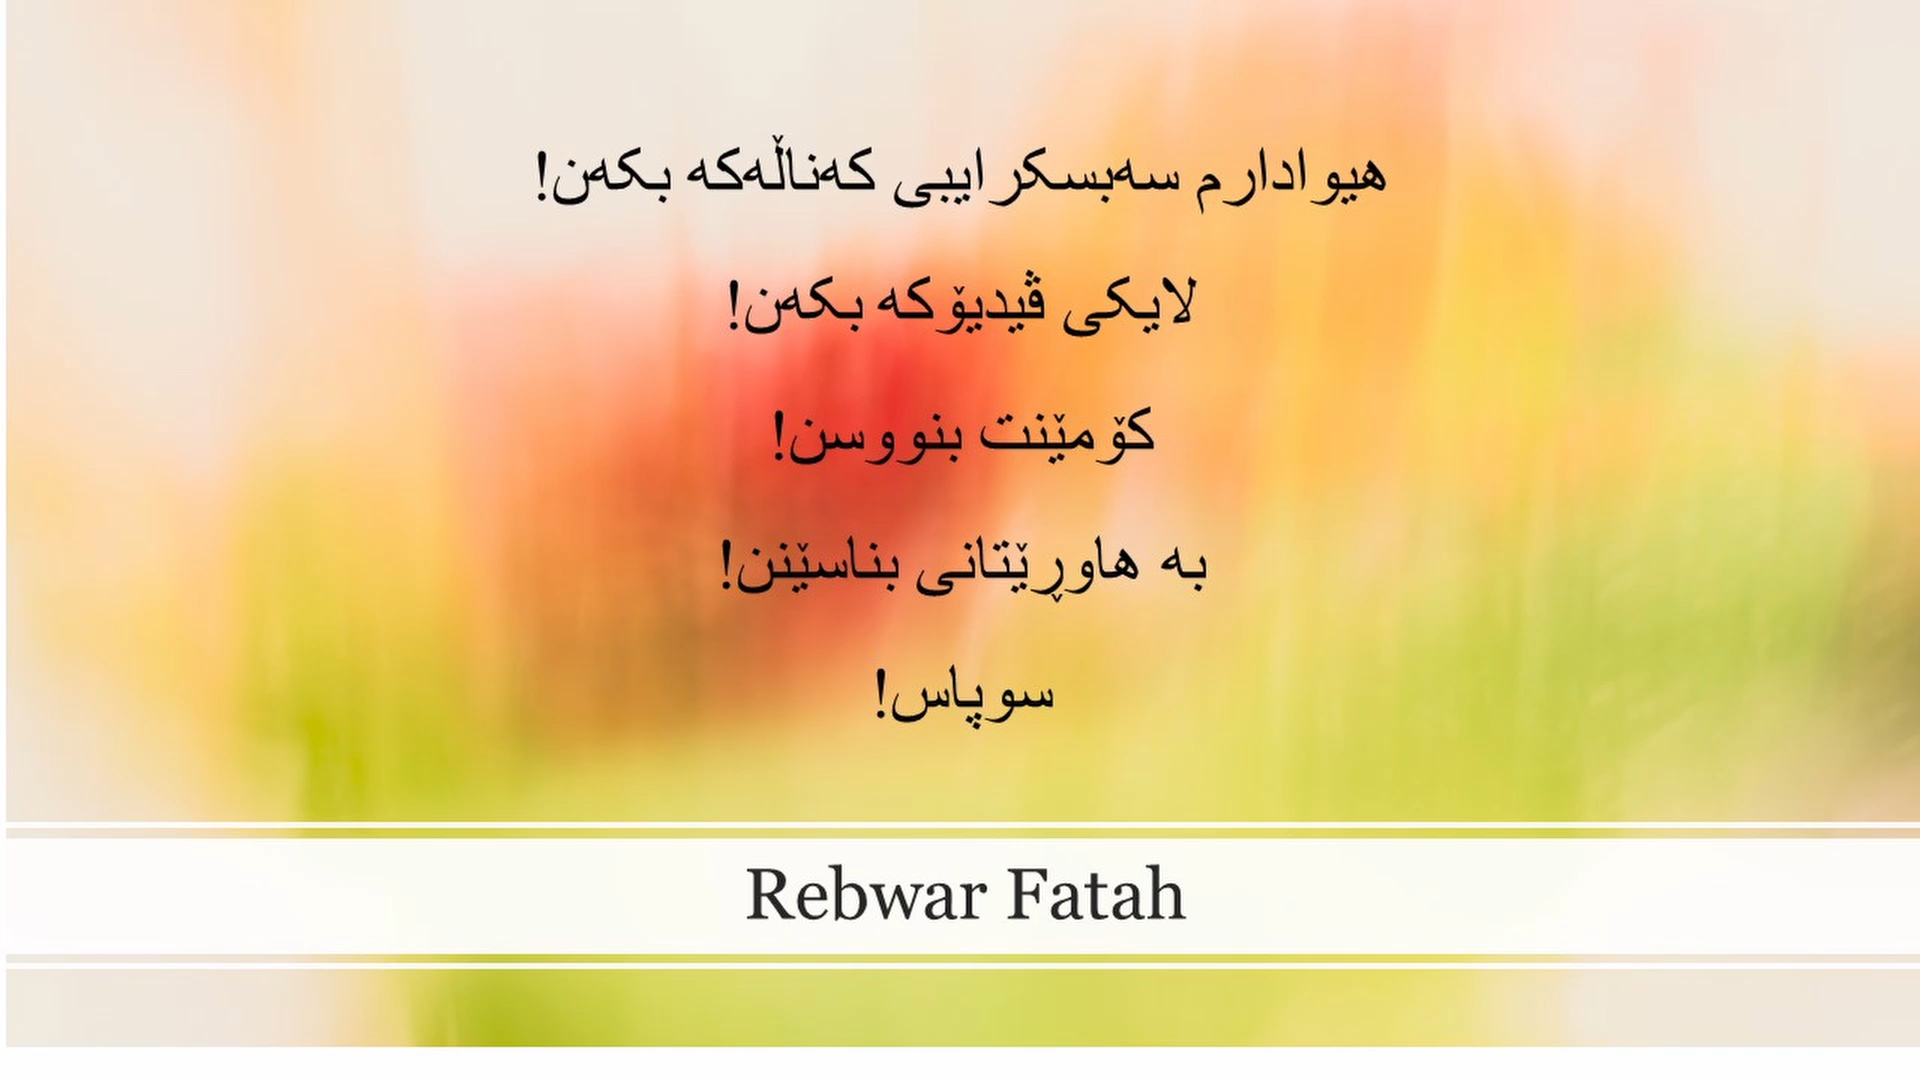 هیوادارم سەبسکرایبی کەناڵەکە بکەن!
لایکی ڤیدیۆکە بکەن!
کۆمێنت بنووسن!
بە هاوڕێتانی بناسێنن!
سوپاس!
Rebwar Fatah